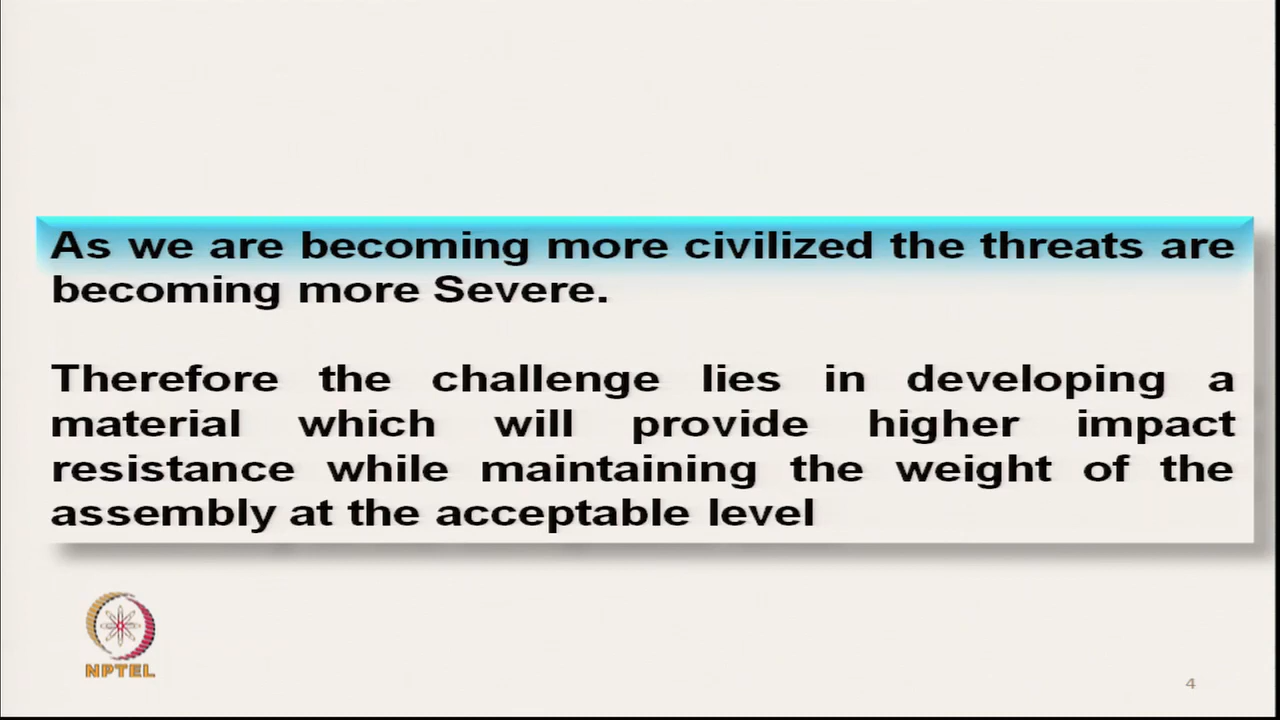 As we are becoming more civilized the threats are
becoming more Severe.
Therefore the challenge lies in developing a
material which will provide higher impact
resistance while maintaining the weight of the
assembly at the acceptable level
NPTEL
4